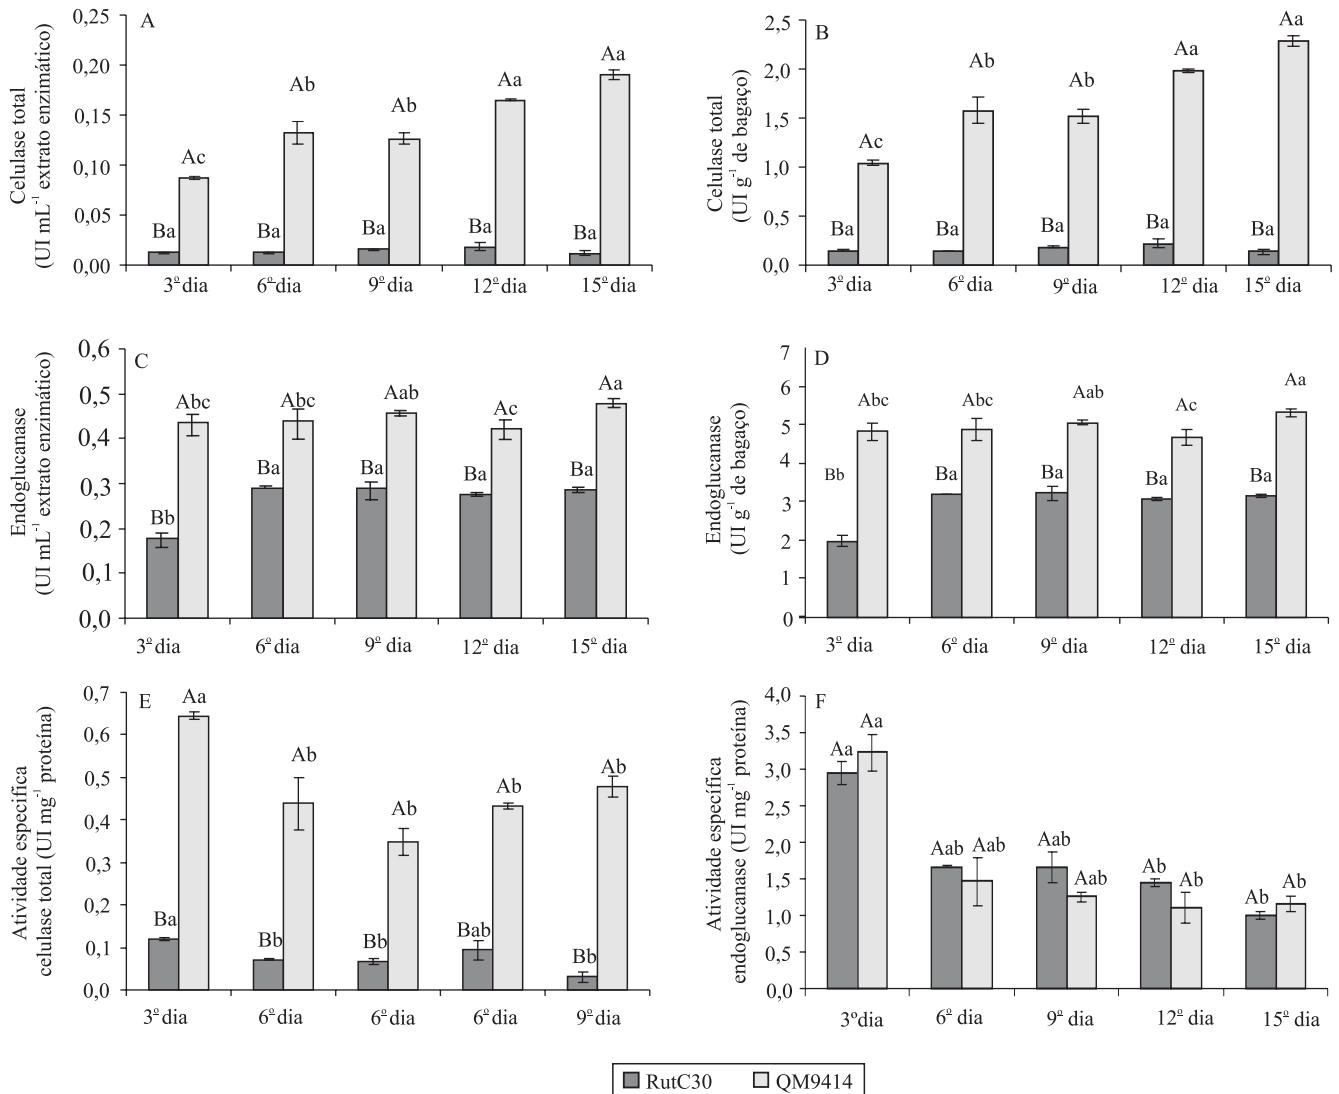 A
Celulase total
(UI mL⁻¹ extrato enzimático)
0,25
0,20
0,15
0,10
0,05
0,00
Ba
Ac
Ba
Ab
Ba
Ab
Ba
Aa
Ba
Aa
3º dia
6º dia
9º dia
12º dia
15º dia
B
Celulase total
(UI g⁻¹ de bagaço)
2,5
2,0
1,5
1,0
0,5
0,0
Ba
Ac
Ba
Ab
Ba
Ab
Ba
Aa
Ba
Aa
3º dia
6º dia
9º dia
12º dia
15º dia
C
Endoglucanase
(UI mL⁻¹ extrato enzimático)
0,6
0,5
0,4
0,3
0,2
0,1
0,0
Bb
Abc
Ba
Abc
Ba
Aab
Ba
Ac
Ba
Aa
3º dia
6º dia
9º dia
12º dia
15º dia
D
Endoglucanase
(UI g⁻¹ de bagaço)
7
6
5
4
3
2
1
0
Bb
Abc
Ba
Abc
Ba
Aab
Ba
Ac
Ba
Aa
3º dia
6º dia
9º dia
12º dia
15º dia
E
Atividade específica
celulase total (UI mg⁻¹ proteína)
0,7
0,6
0,5
0,4
0,3
0,2
0,1
0,0
Ba
Aa
Bb
Ab
Bb
Ab
Bab
Ab
Bb
Ab
3º dia
6º dia
6º dia
6º dia
9º dia
F
Atividade específica
endoglucanase (UI mg⁻¹ proteína)
4,0
3,5
3,0
2,5
2,0
1,5
1,0
0,5
0,0
Aa
Aa
Aab
Aab
Aab
Aab
Ab
Ab
Ab
Ab
3ºdia
6º dia
9º dia
12º dia
15º dia
RutC30
QM9414